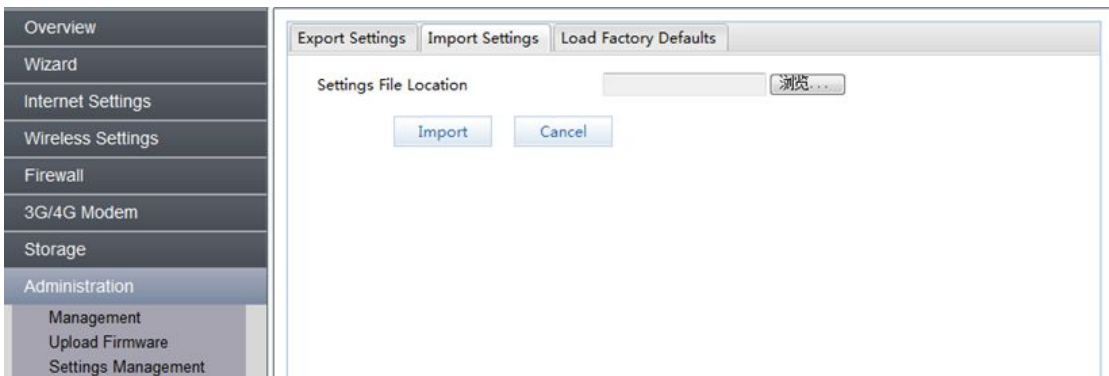 Overview
Wizard
Internet Settings
Wireless Settings
Firewall
3G/4G Modem
Storage
Administration
Management
Upload Firmware
Settings Management
Export Settings Import Settings Load Factory Defaults
Settings File Location 浏览...
Import Cancel